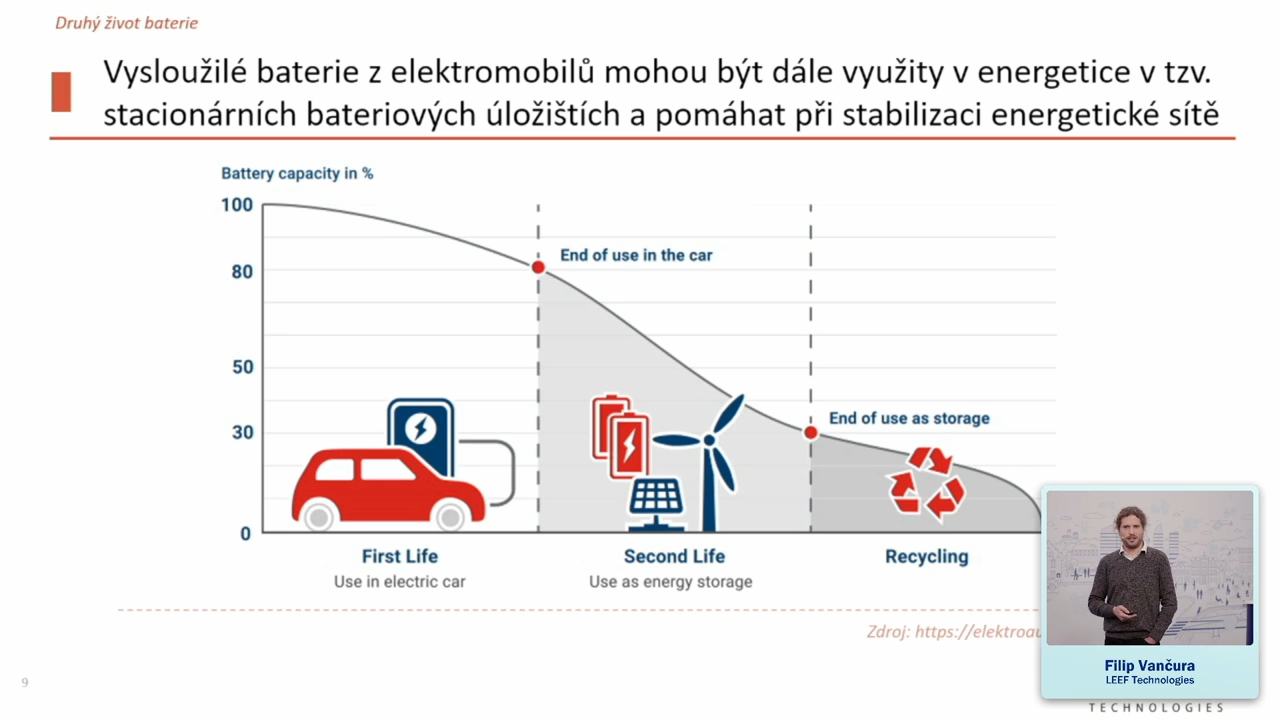 Druhý život baterie
Vysloužilé baterie z elektromobilů mohou být dále využity v energetice v tzv.
stacionárních bateriových úložištích a pomáhat při stabilizaci energetické sítě
Battery capacity in %
100
80
50
30
0
End of use in the car
End of use as storage
First Life
Use in electric car
Second Life
Use as energy storage
Recycling
Zdroj: https://elektroau
Filip Vančura
LEEF Technologies
9
TECHNOLOGIES